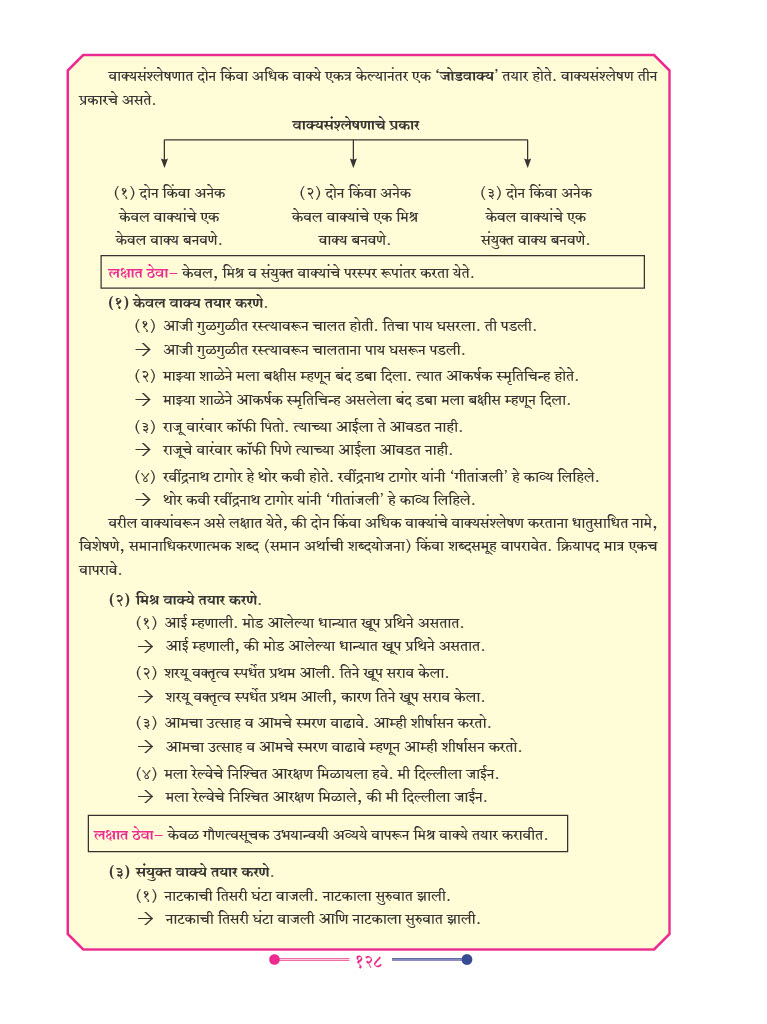 वाक्यसंश्लेषणात दोन किंवा अधिक वाक्ये एकत्र केल्यानंतर एक ‘जोडवाक्य’ तयार होते. वाक्यसंश्लेषण तीन
प्रकारचे असते.
वाक्यसंश्लेषणाचे प्रकार
(१) दोन किंवा अनेक
केवल वाक्यांचे एक
केवल वाक्य बनवणे.
(२) दोन किंवा अनेक
केवल वाक्यांचे एक मिश्र
वाक्य बनवणे.
(३) दोन किंवा अनेक
केवल वाक्यांचे एक
संयुक्त वाक्य बनवणे.
लक्षात ठेवा– केवल, मिश्र व संयुक्त वाक्यांचे परस्पर रूपांतर करता येते.
(१) केवल वाक्य तयार करणे.
(१) आजी गुळगुळीत रस्त्यावरून चालत होती. तिचा पाय घसरला. ती पडली.
→ आजी गुळगुळीत रस्त्यावरून चालताना पाय घसरून पडली.
(२) माझ्या शाळेने मला बक्षीस म्हणून बंद डबा दिला. त्यात आकर्षक स्मृतिचिन्ह होते.
→ माझ्या शाळेने आकर्षक स्मृतिचिन्ह असलेला बंद डबा मला बक्षीस म्हणून दिला.
(३) राजू वारंवार कॉफी पितो. त्याच्या आईला ते आवडत नाही.
→ राजूचे वारंवार कॉफी पिणे त्याच्या आईला आवडत नाही.
(४) रवींद्रनाथ टागोर हे थोर कवी होते. रवींद्रनाथ टागोर यांनी ‘गीतांजली’ हे काव्य लिहिले.
→ थोर कवी रवींद्रनाथ टागोर यांनी ‘गीतांजली’ हे काव्य लिहिले.
वरील वाक्यांवरून असे लक्षात येते, की दोन किंवा अधिक वाक्यांचे वाक्यसंश्लेषण करताना धातुसाधित नामे,
विशेषणे, समानाधिकरणात्मक शब्द (समान अर्थाची शब्दयोजना) किंवा शब्दसमूह वापरावेत. क्रियापद मात्र एकच
वापरावे.
(२) मिश्र वाक्ये तयार करणे.
(१) आई म्हणाली. मोड आलेल्या धान्यात खूप प्रथिने असतात.
→ आई म्हणाली, की मोड आलेल्या धान्यात खूप प्रथिने असतात.
(२) शरयू वक्तृत्व स्पर्धेत प्रथम आली. तिने खूप सराव केला.
→ शरयू वक्तृत्व स्पर्धेत प्रथम आली, कारण तिने खूप सराव केला.
(३) आमचा उत्साह व आमचे स्मरण वाढावे. आम्ही शीर्षासन करतो.
→ आमचा उत्साह व आमचे स्मरण वाढावे म्हणून आम्ही शीर्षासन करतो.
(४) मला रेल्वेचे निश्चित आरक्षण मिळायला हवे. मी दिल्लीला जाईन.
→ मला रेल्वेचे निश्चित आरक्षण मिळाले, की मी दिल्लीला जाईन.
लक्षात ठेवा– केवळ गौणत्वसूचक उभयान्वयी अव्यये वापरून मिश्र वाक्ये तयार करावीत.
(३) संयुक्त वाक्ये तयार करणे.
(१) नाटकाची तिसरी घंटा वाजली. नाटकाला सुरुवात झाली.
→ नाटकाची तिसरी घंटा वाजली आणि नाटकाला सुरुवात झाली.
१२८